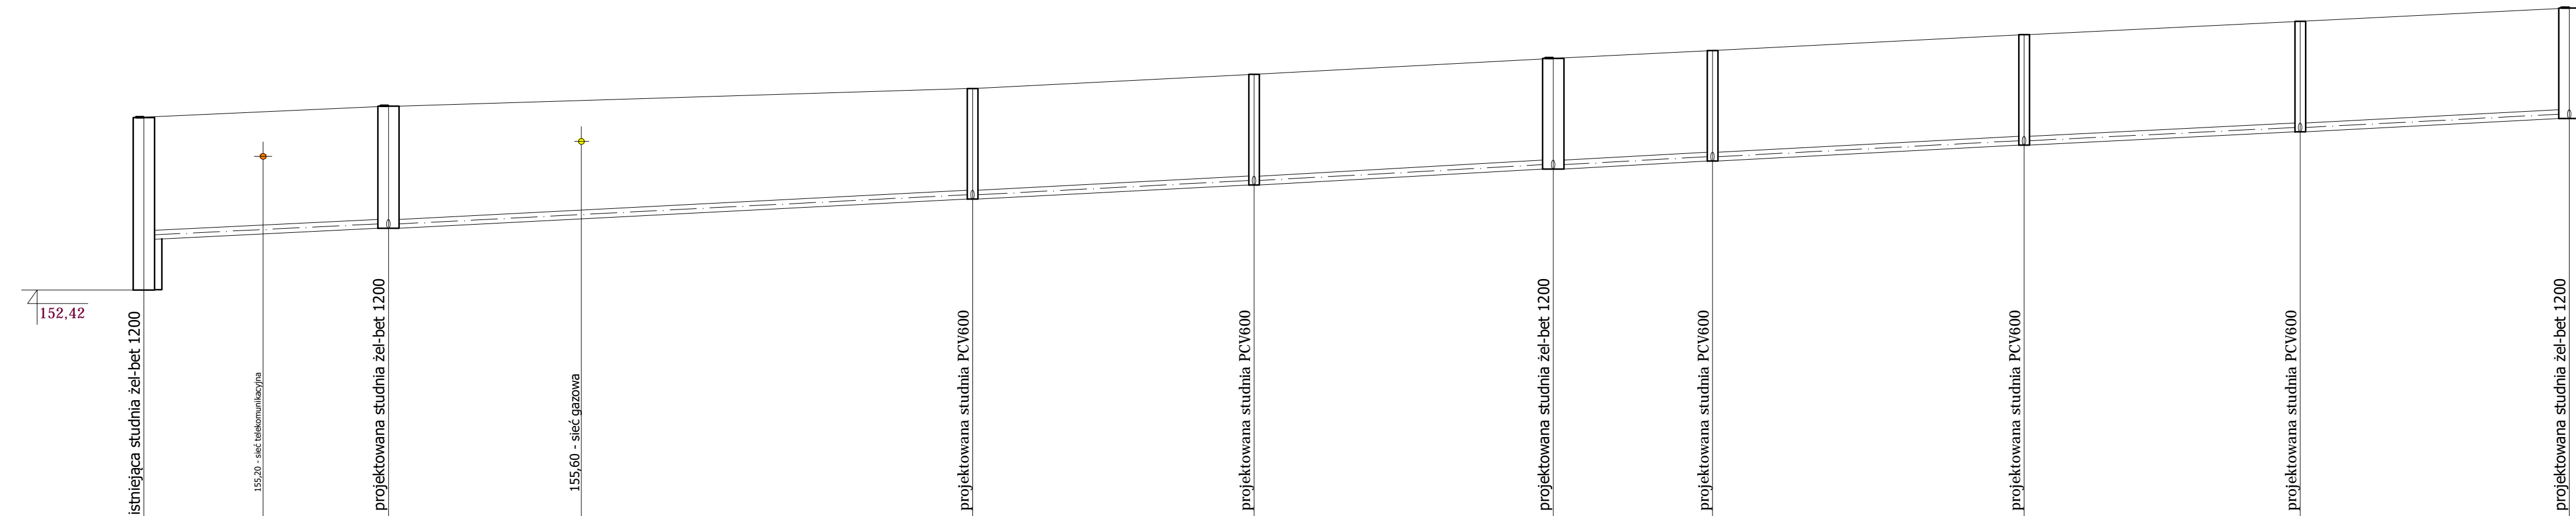 152,42
istniejąca studnia żel-bet 1200
155,20 - sieć telekomunikacyjna
projektowana studnia żel-bet 1200
155,60 - sieć gazowa
projektowana studnia PCV600
projektowana studnia PCV600
projektowana studnia żel-bet 1200
projektowana studnia PCV600
projektowana studnia PCV600
projektowana studnia PCV600
projektowana studnia żel-bet 1200